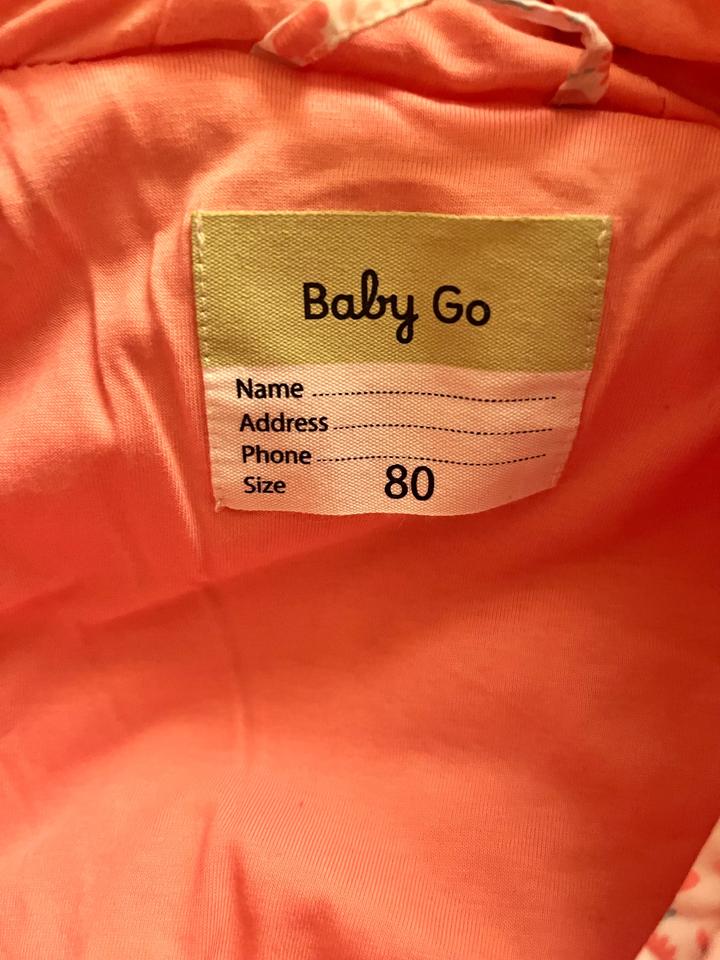 Baby Go
Name
Address
Phone
Size 80